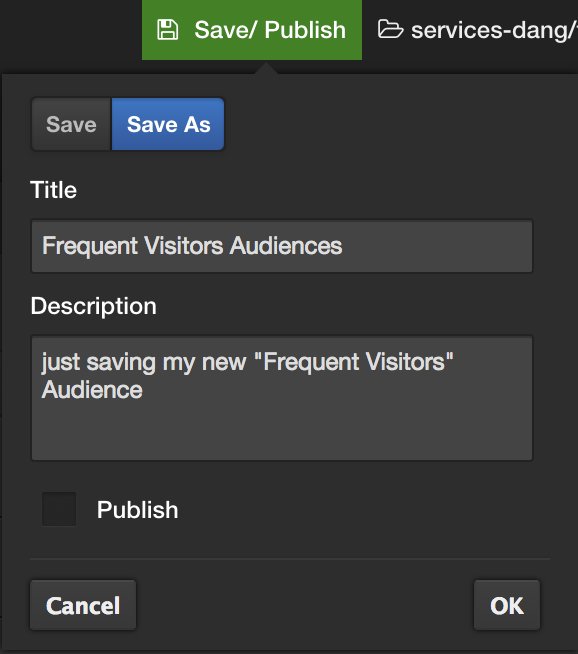 Save/ Publish services-dang/
Save Save As
Title
Frequent Visitors Audiences
Description
just saving my new "Frequent Visitors"
Audience
Publish
Cancel OK